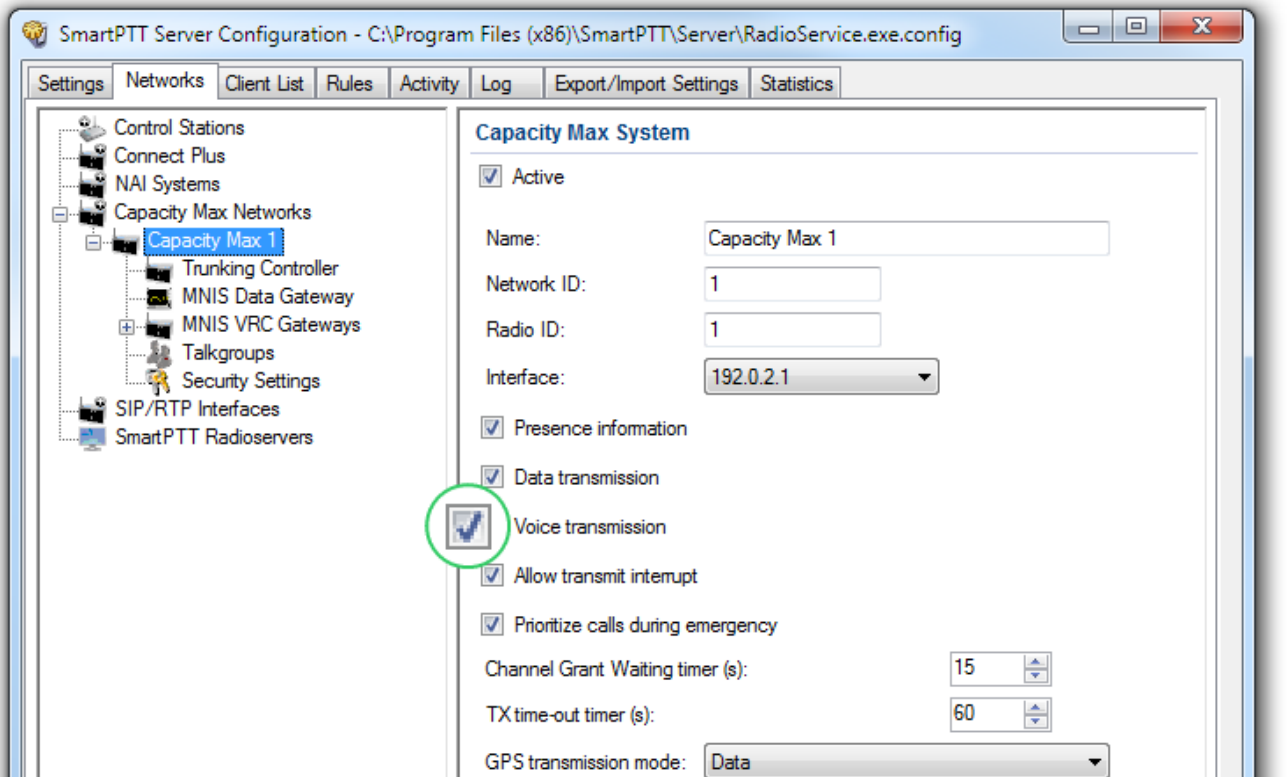 SmartPTT Server Configuration - C:\Program Files (x86)\SmartPTT\Server\RadioService.exe.config
Settings Networks Client List Rules Activity Log Export/Import Settings Statistics
Control Stations
Connect Plus
NAI Systems
Capacity Max Networks
Capacity Max 1
Trunking Controller
MNIS Data Gateway
MNIS VRC Gateways
Talkgroups
Security Settings
SIP/RTP Interfaces
SmartPTT Radioservers
Capacity Max System
Active
Name: Capacity Max 1
Network ID: 1
Radio ID: 1
Interface: 192.0.2.1
Presence information
Data transmission
Voice transmission
Allow transmit interrupt
Prioritize calls during emergency
Channel Grant Waiting timer (s): 15
TX time-out timer (s): 60
GPS transmission mode: Data